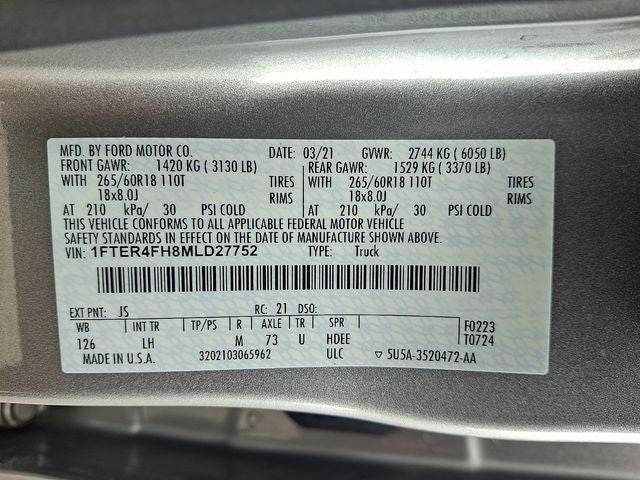 MFD. BY FORD MOTOR CO. DATE: 03/21 GVWR: 2744 KG ( 6050 LB)
FRONT GAWR: 1420 KG ( 3130 LB) REAR GAWR: 1529 KG ( 3370 LB)
WITH 265/60R18 110T TIRES WITH 265/60R18 110T TIRES
18x8.0J RIMS 18x8.0J RIMS
AT 210 kPa/ 30 PSI COLD AT 210 kPa/ 30 PSI COLD
THIS VEHICLE CONFORMS TO ALL APPLICABLE FEDERAL MOTOR VEHICLE
SAFETY STANDARDS IN EFFECT ON THE DATE OF MANUFACTURE SHOWN ABOVE.
VIN: 1FTER4FH8MLD27752 TYPE: Truck
EXT PNT: JS RC: 21 DSO:
WB INT TR TP/PS R AXLE TR SPR F0223
126 LH M 73 U HDEE T0724
MADE IN U.S.A. 3202103065962 ULC ▽ 5U5A-3520472-AA